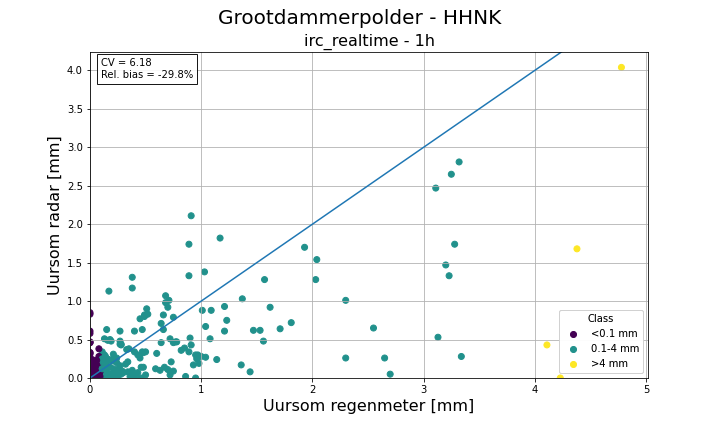 Grootdammerpolder - HHNK
irc_realtime - 1h
CV = 6.18
Rel. bias = -29.8%
4.0
3.5
3.0
2.5
2.0
1.5
1.0
0.5
0.0
Uursom radar [mm]
Class
<0.1 mm
0.1-4 mm
>4 mm
0 1 2 3 4 5
Uursom regenmeter [mm]